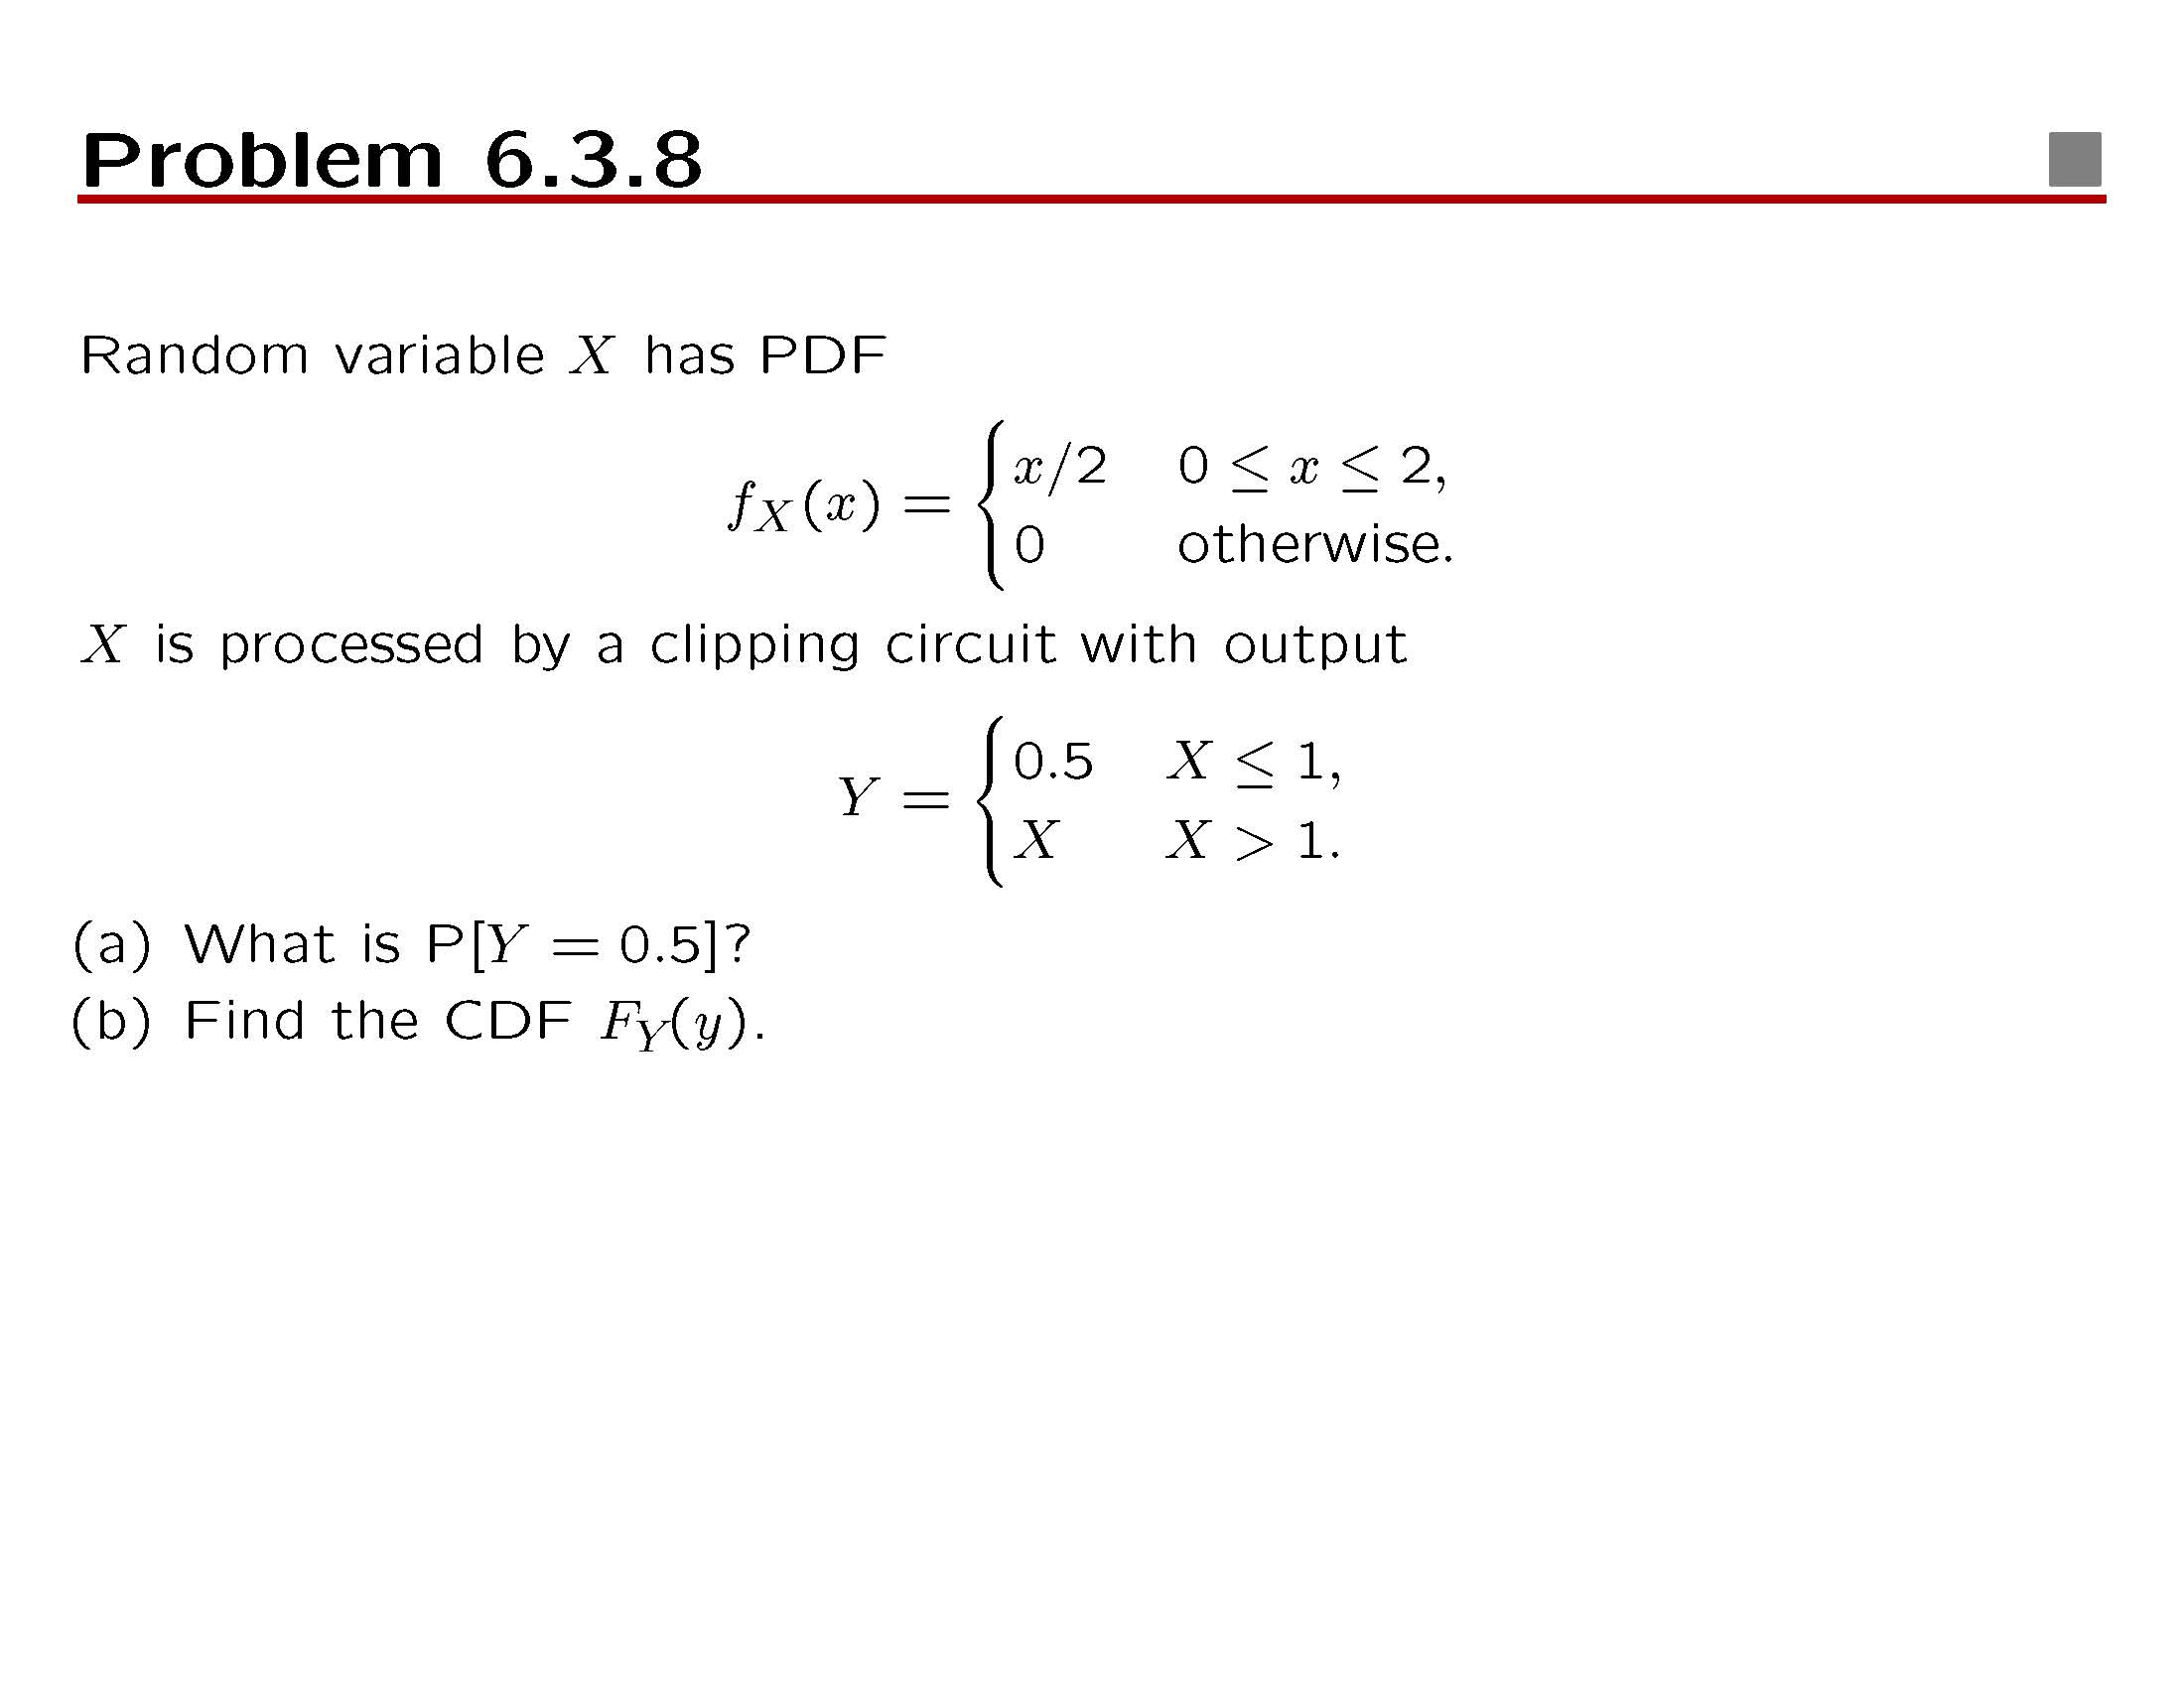 Problem 6.3.8
Random variable X has PDF
f_X(x) = { x/2 0 ≤ x ≤ 2,
0 otherwise.
X is processed by a clipping circuit with output
Y = { 0.5 X ≤ 1,
X X > 1.
(a) What is P[Y = 0.5]?
(b) Find the CDF F_Y(y).